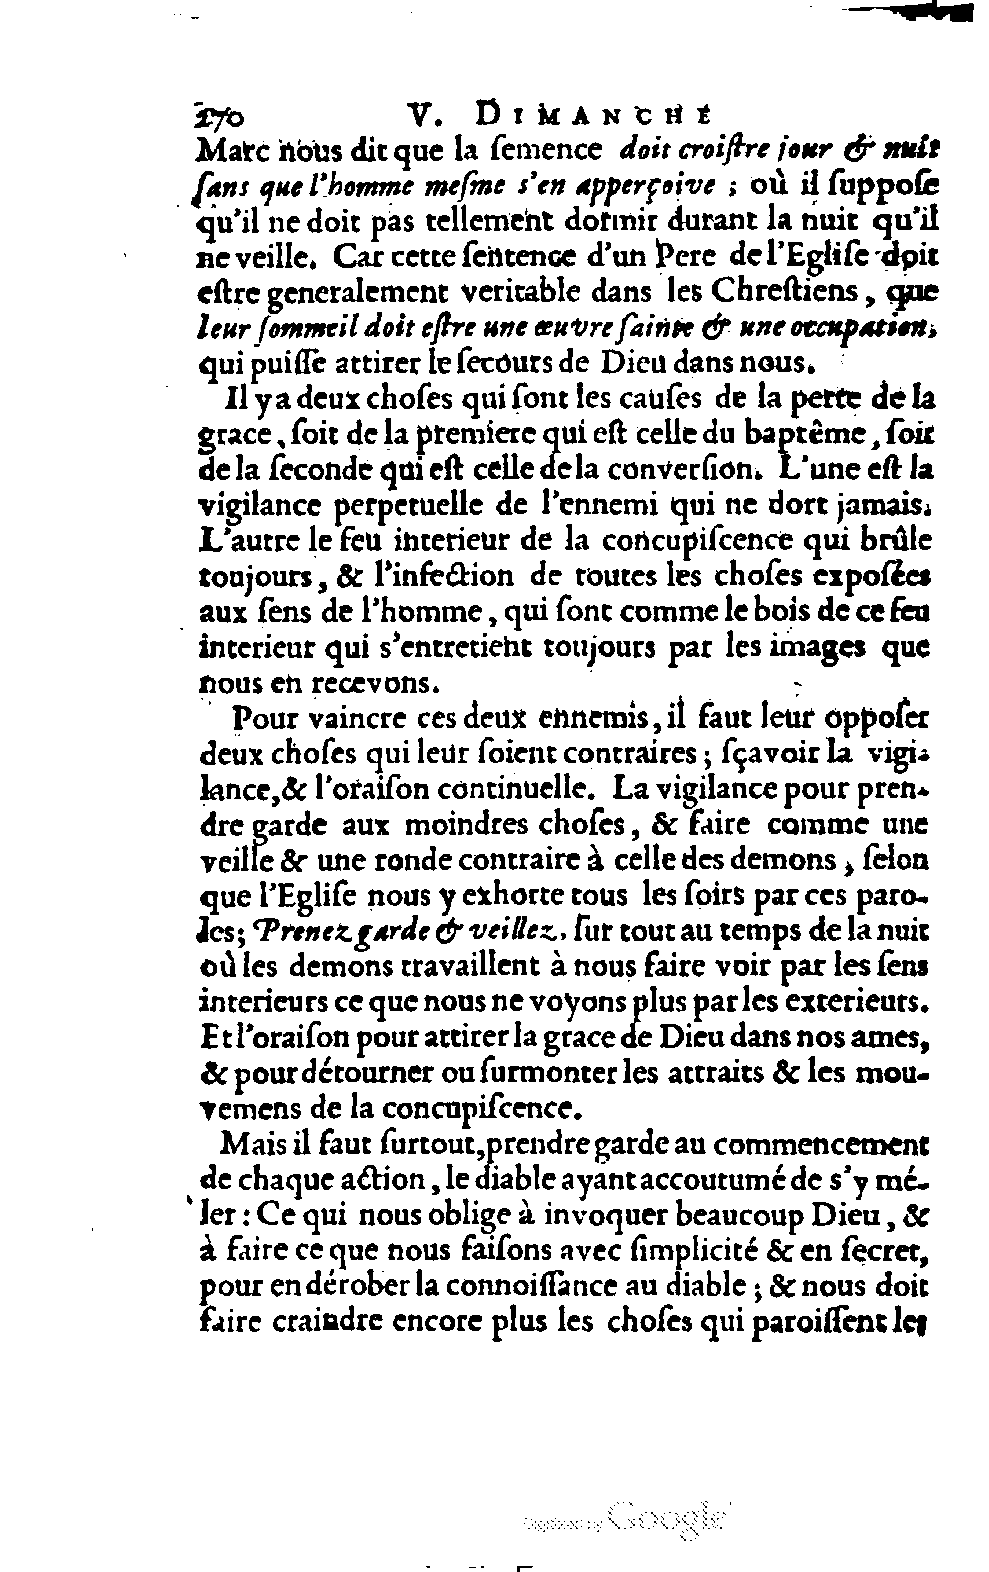 270 V. DIMANCHE
Marc nous dit que la ſemence doit croiſtre jour & nuit
ſans que l'homme meſme s'en apperçoive ; où il ſuppoſe
qu'il ne doit pas tellement dormir durant la nuit qu'il
ne veille. Car cette ſentence d'un Pere de l'Egliſe doit
eſtre generalement veritable dans les Chreſtiens, que
leur ſommeil doit eſtre une œuvre ſainte & une occupation,
qui puiſſe attirer le ſecours de Dieu dans nous.
Il y a deux choſes qui ſont les cauſes de la perte de la
grace, ſoit de la premiere qui eſt celle du baptême, ſoit
de la ſeconde qui eſt celle de la converſion. L'une eſt la
vigilance perpetuelle de l'ennemi qui ne dort jamais.
L'autre le feu interieur de la concupiſcence qui brûle
toujours, & l'infection de toutes les choſes expoſées
aux ſens de l'homme, qui ſont comme le bois de ce feu
interieur qui s'entretient toujours par les images que
nous en recevons.
Pour vaincre ces deux ennemis, il faut leur oppoſer
deux choſes qui leur ſoient contraires ; ſçavoir la vigi-
lance, & l'oraiſon continuelle. La vigilance pour pren-
dre garde aux moindres choſes, & faire comme une
veille & une ronde contraire à celle des demons, ſelon
que l'Egliſe nous y exhorte tous les ſoirs par ces paro-
les; Prenez garde & veillez, ſur tout au temps de la nuit
où les demons travaillent à nous faire voir par les ſens
interieurs ce que nous ne voyons plus par les exterieurs.
Et l'oraiſon pour attirer la grace de Dieu dans nos ames,
& pour détourner ou ſurmonter les attraits & les mou-
vemens de la concupiſcence.
Mais il faut ſurtout, prendre garde au commencement
de chaque action, le diable ayant accoutumé de s'y mé-
ler : Ce qui nous oblige à invoquer beaucoup Dieu, &
à faire ce que nous faiſons avec ſimplicité & en ſecret,
pour en dérober la connoiſſance au diable ; & nous doit
faire craindre encore plus les choſes qui paroiſſent les
Digitized by Google